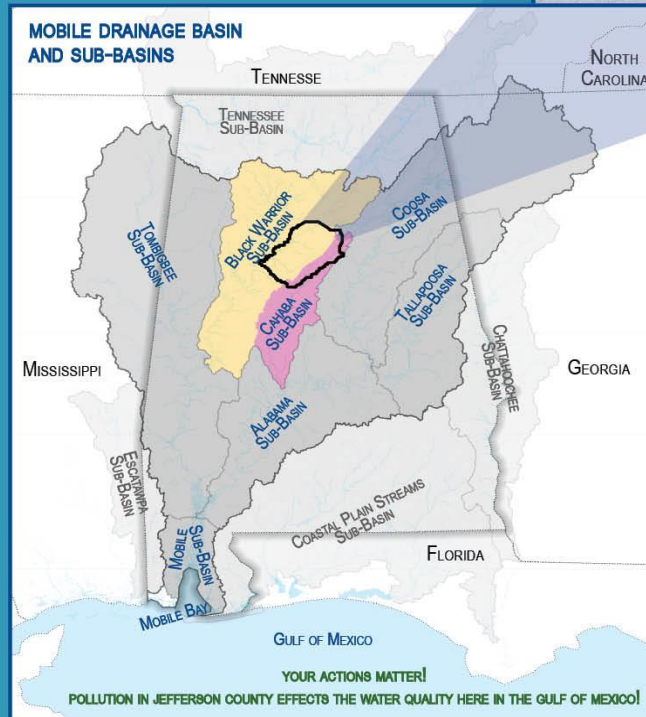 MOBILE DRAINAGE BASIN
AND SUB-BASINS
TENNESSEE
NORTH
CAROLINA
TENNESSEE
SUB-BASIN
TOMBIGBEE
SUB-BASIN
BLACK WARRIOR
SUB-BASIN
COOSA
SUB-BASIN
CAHABA
SUB-BASIN
TALLAPOOSA
SUB-BASIN
CHATTAHOOCHEE
SUB-BASIN
MISSISSIPPI
GEORGIA
ALABAMA
SUB-BASIN
ESCATAWPA
SUB-BASIN
COASTAL PLAIN STREAMS
SUB-BASIN
MOBILE
SUB-BASIN
FLORIDA
MOBILE BAY
GULF OF MEXICO
YOUR ACTIONS MATTER!
POLLUTION IN JEFFERSON COUNTY EFFECTS THE WATER QUALITY HERE IN THE GULF OF MEXICO!